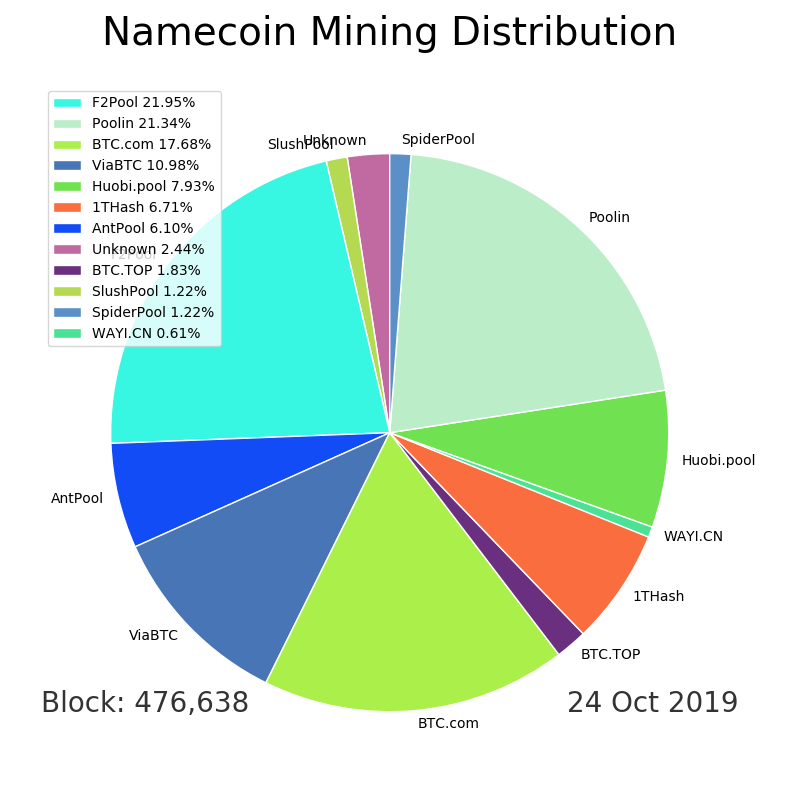 Namecoin Mining Distribution
F2Pool 21.95%
Poolin 21.34%
BTC.com 17.68%
ViaBTC 10.98%
Huobi.pool 7.93%
1THash 6.71%
AntPool 6.10%
Unknown 2.44%
BTC.TOP 1.83%
SlushPool 1.22%
SpiderPool 1.22%
WAYI.CN 0.61%
SlushPool
Unknown
SpiderPool
Poolin
F2Pool
Huobi.pool
AntPool
WAYI.CN
1THash
ViaBTC
BTC.TOP
BTC.com
Block: 476,638
24 Oct 2019